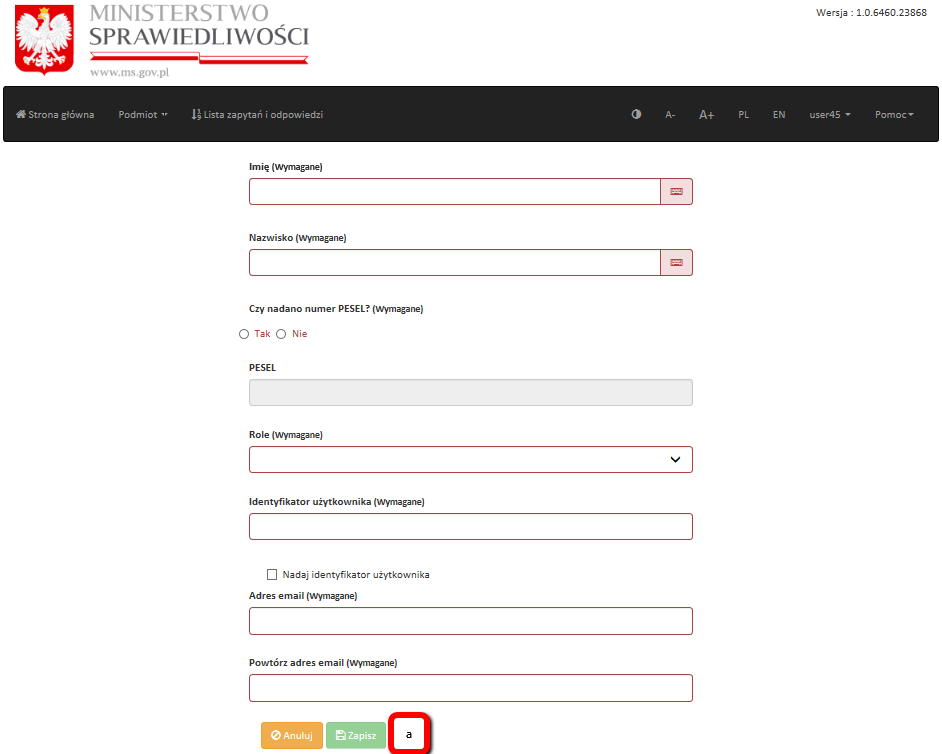 MINISTERSTWO
SPRAWIEDLIWOŚCI
www.ms.gov.pl
Wersja : 1.0.6460.23868
Strona główna Podmiot Lista zapytań i odpowiedzi A- A+ PL EN user45 Pomoc
Imię (Wymagane)
Nazwisko (Wymagane)
Czy nadano numer PESEL? (Wymagane)
Tak Nie
PESEL
Role (Wymagane)
Identyfikator użytkownika (Wymagane)
Nadaj identyfikator użytkownika
Adres email (Wymagane)
Powtórz adres email (Wymagane)
Anuluj Zapisz a